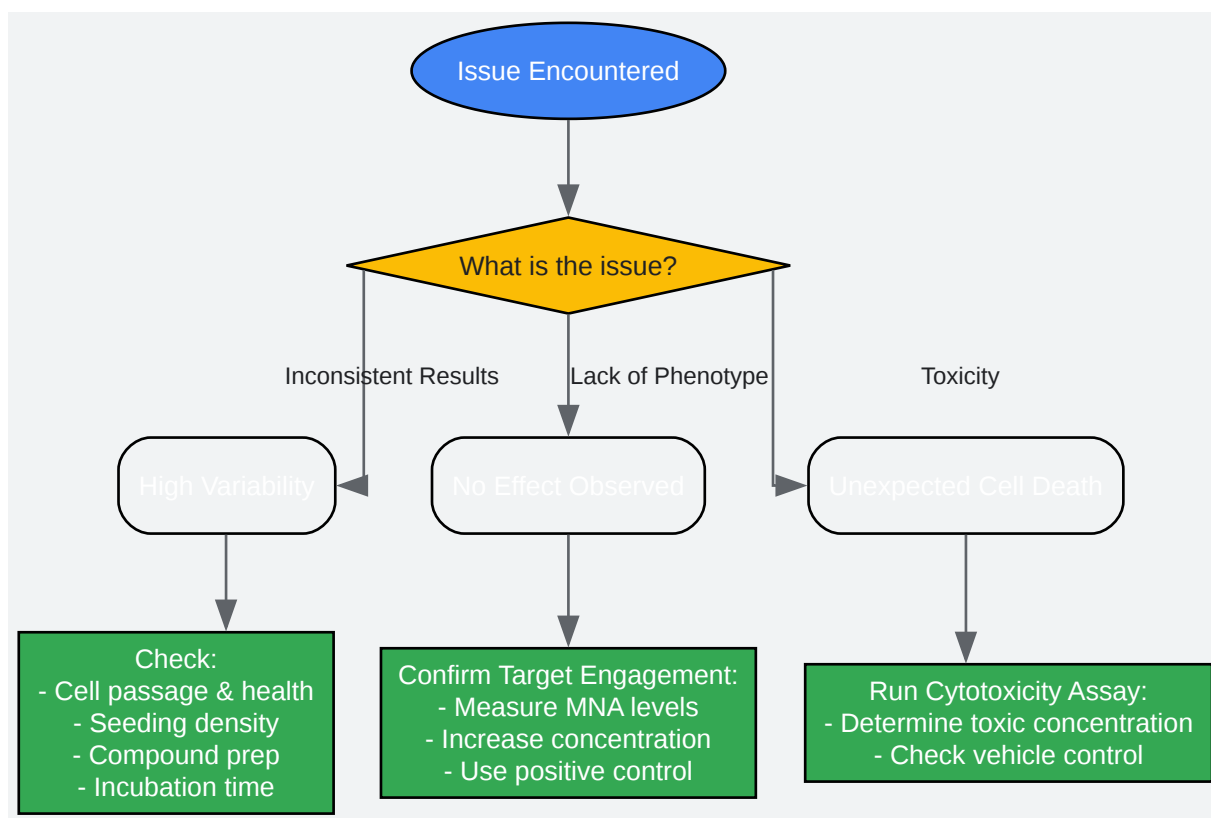 Issue Encountered
What is the issue?
Inconsistent Results
Lack of Phenotype
Toxicity
High Variability
No Effect Observed
Unexpected Cell Death
Check:
- Cell passage & health
- Seeding density
- Compound prep
- Incubation time
Confirm Target Engagement:
- Measure MNA levels
- Increase concentration
- Use positive control
Run Cytotoxicity Assay:
- Determine toxic concentration
- Check vehicle control